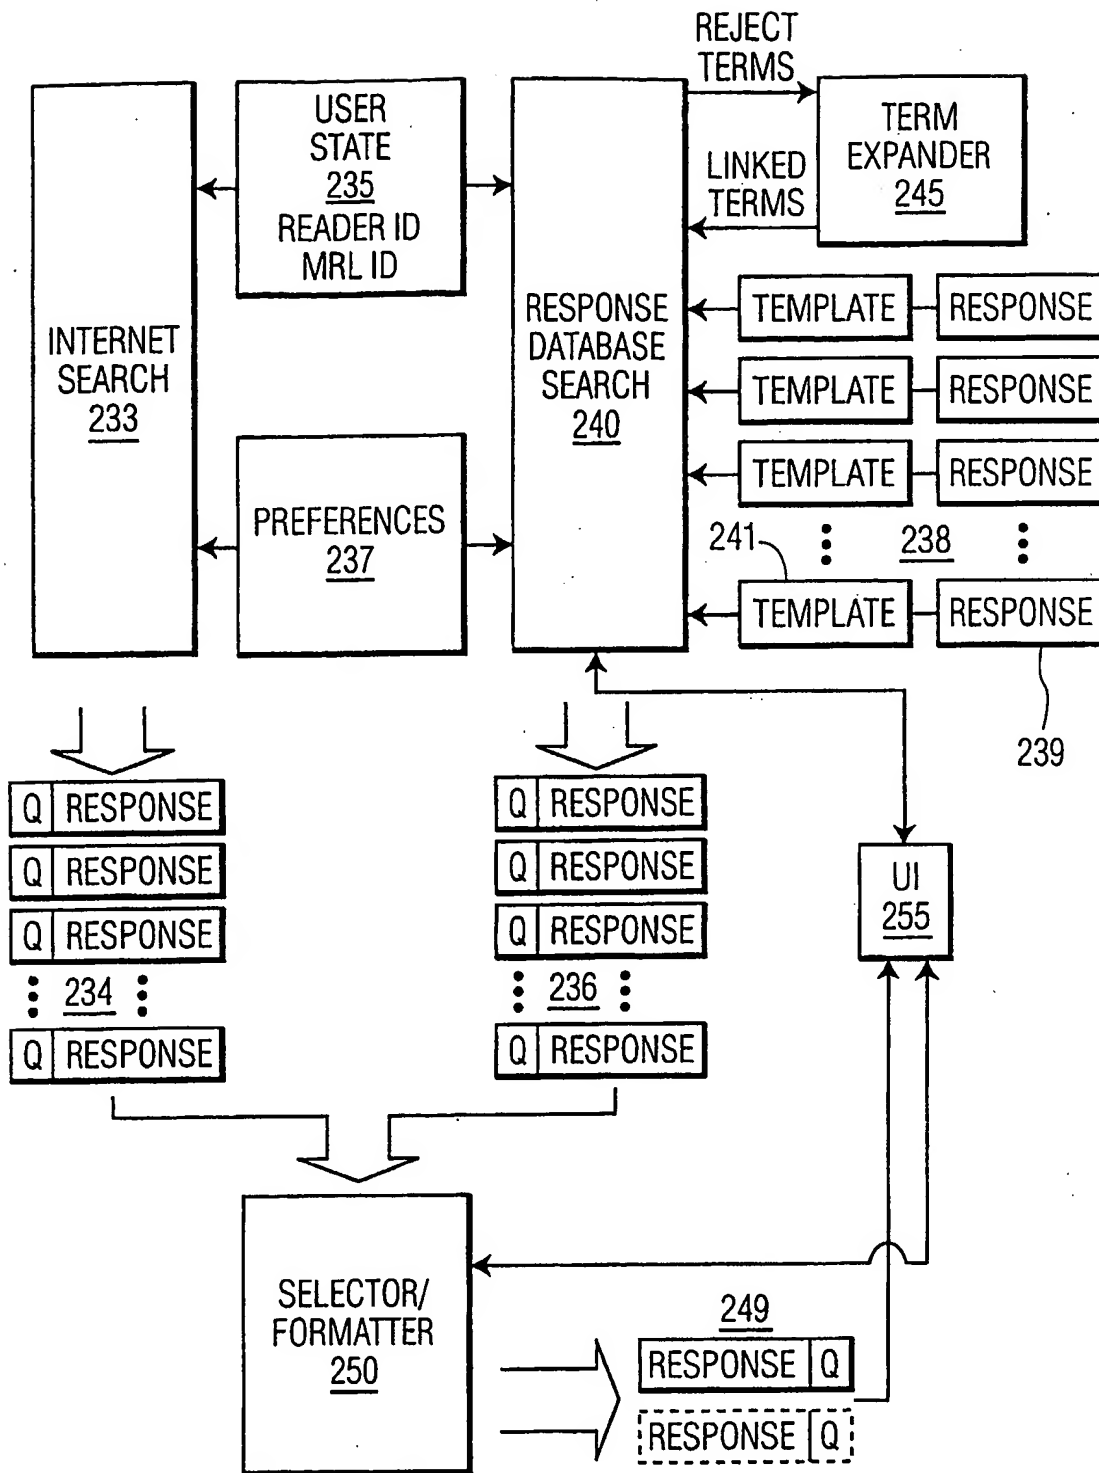 REJECT
TERMS
USER
STATE
235
READER ID
MRL ID
TERM
EXPANDER
245
LINKED
TERMS
INTERNET
SEARCH
233
RESPONSE
DATABASE
SEARCH
240
TEMPLATE
RESPONSE
TEMPLATE
RESPONSE
TEMPLATE
RESPONSE
PREFERENCES
237
241
238
TEMPLATE
RESPONSE
239
Q RESPONSE
Q RESPONSE
Q RESPONSE
234
Q RESPONSE
Q RESPONSE
Q RESPONSE
Q RESPONSE
236
Q RESPONSE
UI
255
SELECTOR/
FORMATTER
250
249
RESPONSE Q
RESPONSE Q